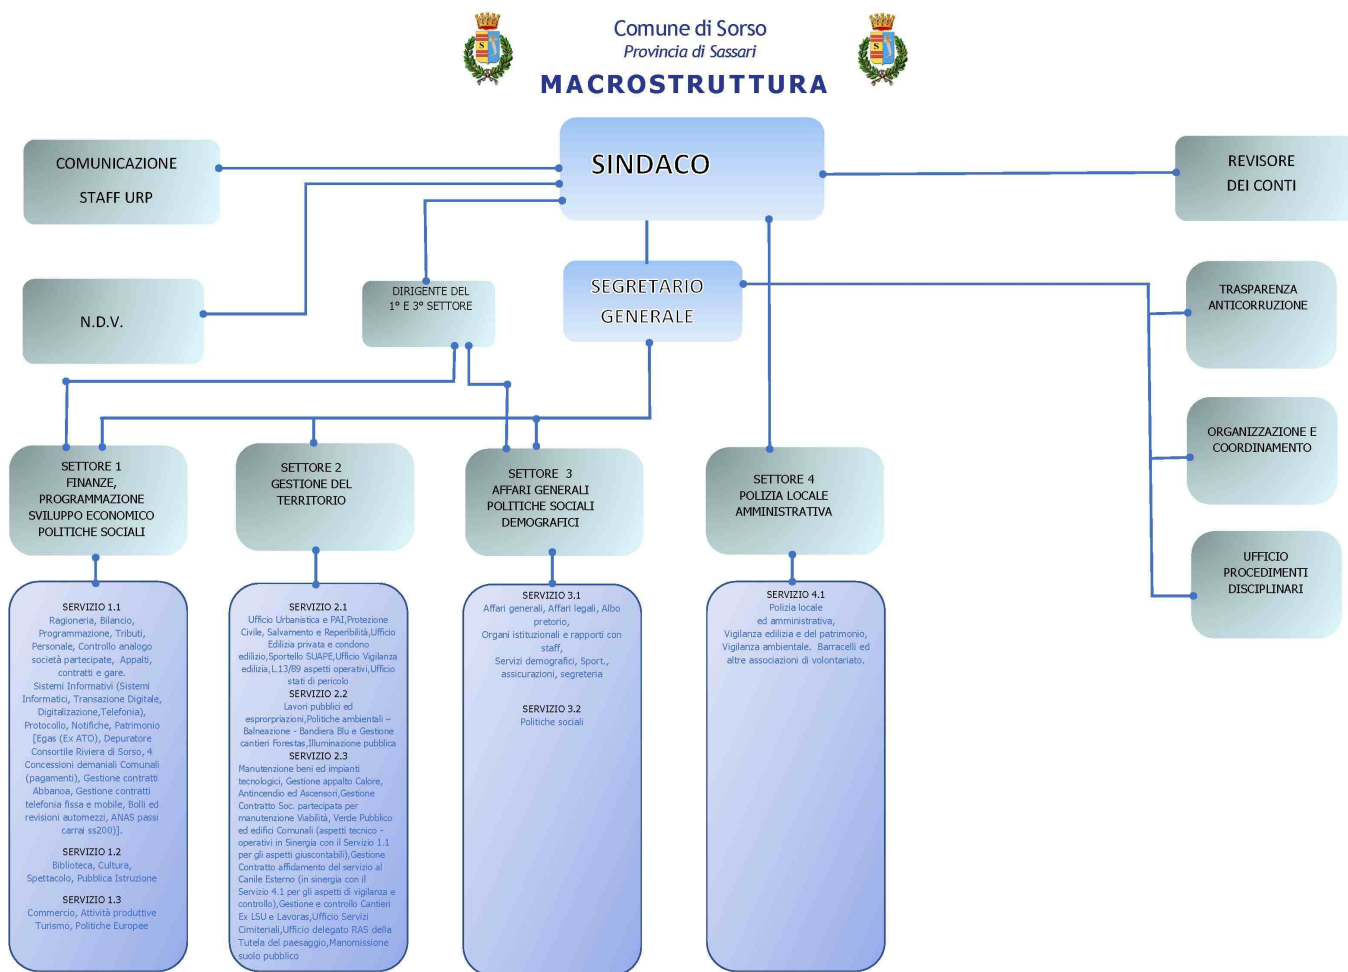 Comune di Sorso
Provincia di Sassari
MACROSTRUTTURA
COMUNICAZIONE
STAFF URP
SINDACO
REVISORE
DEI CONTI
N.D.V.
DIRIGENTE DEL
1° E 3° SETTORE
SEGRETARIO
GENERALE
TRASPARENZA
ANTICORRUZIONE
ORGANIZZAZIONE E
COORDINAMENTO
UFFICIO
PROCEDIMENTI
DISCIPLINARI
SETTORE 1
FINANZE,
PROGRAMMAZIONE
SVILUPPO ECONOMICO
POLITICHE SOCIALI
SETTORE 2
GESTIONE DEL
TERRITORIO
SETTORE 3
AFFARI GENERALI
POLITICHE SOCIALI
DEMOGRAFICI
SETTORE 4
POLIZIA LOCALE
AMMINISTRATIVA
SERVIZIO 1.1
Ragioneria, Bilancio,
Programmazione, Tributi,
Personale, Controllo analogo
società partecipate, Appalti,
contratti e gare.
Sistemi Informativi (Sistemi
Informatici, Transazione Digitale,
Digitalizzazione,Telefonia),
Protocollo, Notifiche, Patrimonio
[Egas (Ex ATO), Depuratore
Consortile Riviera di Sorso, 4
Concessioni demaniali Comunali
(pagamenti), Gestione contratti
Abbanoa, Gestione contratti
telefonia fissa e mobile, Bolli ed
revisioni automezzi, ANAS passi
carrai ss200)].
SERVIZIO 1.2
Biblioteca, Cultura,
Spettacolo, Pubblica Istruzione
SERVIZIO 1.3
Commercio, Attività produttive
Turismo, Politiche Europee
SERVIZIO 2.1
Ufficio Urbanistica e PAI,Protezione
Civile, Salvamento e Reperibilità,Ufficio
Edilizia privata e condono
edilizio,Sportello SUAPE,Ufficio Vigilanza
edilizia,L.13/89 aspetti operativi,Ufficio
stati di pericolo
SERVIZIO 2.2
Lavori pubblici ed
esprorpriazioni,Politiche ambientali –
Balneazione - Bandiera Blu e Gestione
cantieri Forestas,Illuminazione pubblica
SERVIZIO 2.3
Manutenzione beni ed impianti
tecnologici, Gestione appalto Calore,
Antincendio ed Ascensori,Gestione
Contratto Soc. partecipata per
manutenzione Viabilità, Verde Pubblico
ed edifici Comunali (aspetti tecnico -
operativi in Sinergia con il Servizio 1.1
per gli aspetti giuscontabili),Gestione
Contratto affidamento del servizio al
Canile Esterno (in sinergia con il
Servizio 4.1 per gli aspetti di vigilanza e
controllo),Gestione e controllo Cantieri
Ex LSU e Lavoras,Ufficio Servizi
Cimiteriali,Ufficio delegato RAS della
Tutela del paesaggio,Manomissione
suolo pubblico
SERVIZIO 3.1
Affari generali, Affari legali, Albo
pretorio,
Organi istituzionali e rapporti con
staff,
Servizi demografici, Sport.,
assicurazioni, segreteria
SERVIZIO 3.2
Politiche sociali
SERVIZIO 4.1
Polizia locale
ed amministrativa,
Vigilanza edilizia e del patrimonio,
Vigilanza ambientale. Barracelli ed
altre associazioni di volontariato.